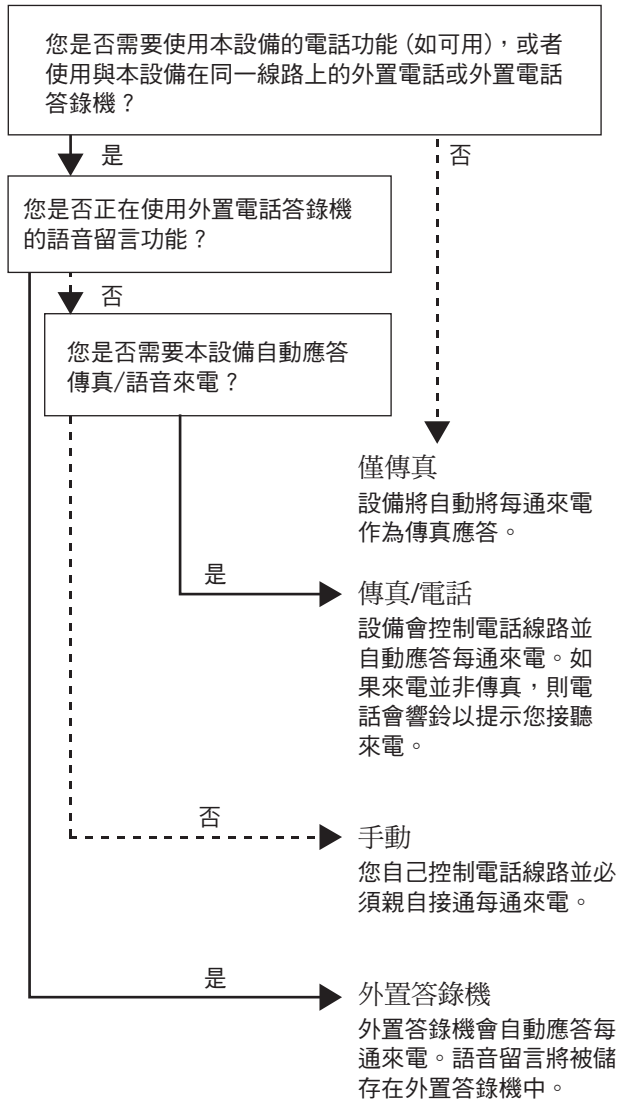 您是否需要使用本設備的電話功能 (如可用)，或者
使用與本設備在同一線路上的外置電話或外置電話
答錄機？
是
否
您是否正在使用外置電話答錄機
的語音留言功能？
否
您是否需要本設備自動應答
傳真/語音來電？
僅傳真
設備將自動將每通來電
作為傳真應答。
是
傳真/電話
設備會控制電話線路並
自動應答每通來電。如
果來電並非傳真，則電
話會響鈴以提示您接聽
來電。
否
手動
您自己控制電話線路並必
須親自接通每通來電。
是
外置答錄機
外置答錄機會自動應答每
通來電。語音留言將被儲
存在外置答錄機中。